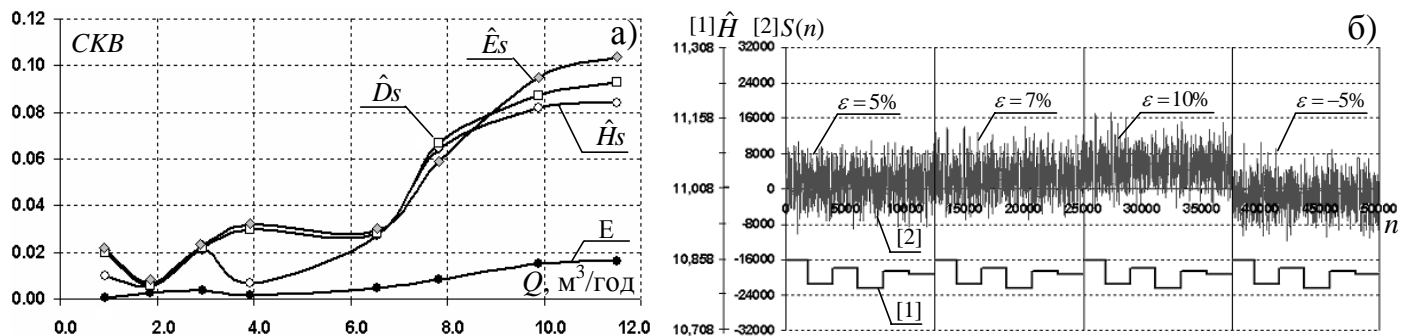 0.12
0.10
0.08
0.06
0.04
0.02
0.00
СКВ
а)
Ês
D̂s
Ĥs
E
Q, м³/год
0.0 2.0 4.0 6.0 8.0 10.0 12.0
[1] Ĥ [2] S(n)
б)
11,308
11,158
11,008
10,858
10,708
32000
24000
16000
8000
0
-8000
-16000
-24000
-32000
ε = 5%
ε = 7%
ε = 10%
ε = −5%
0 5000 10000 15000 20000 25000 30000 35000 40000 45000 50000
n
[2]
[1]